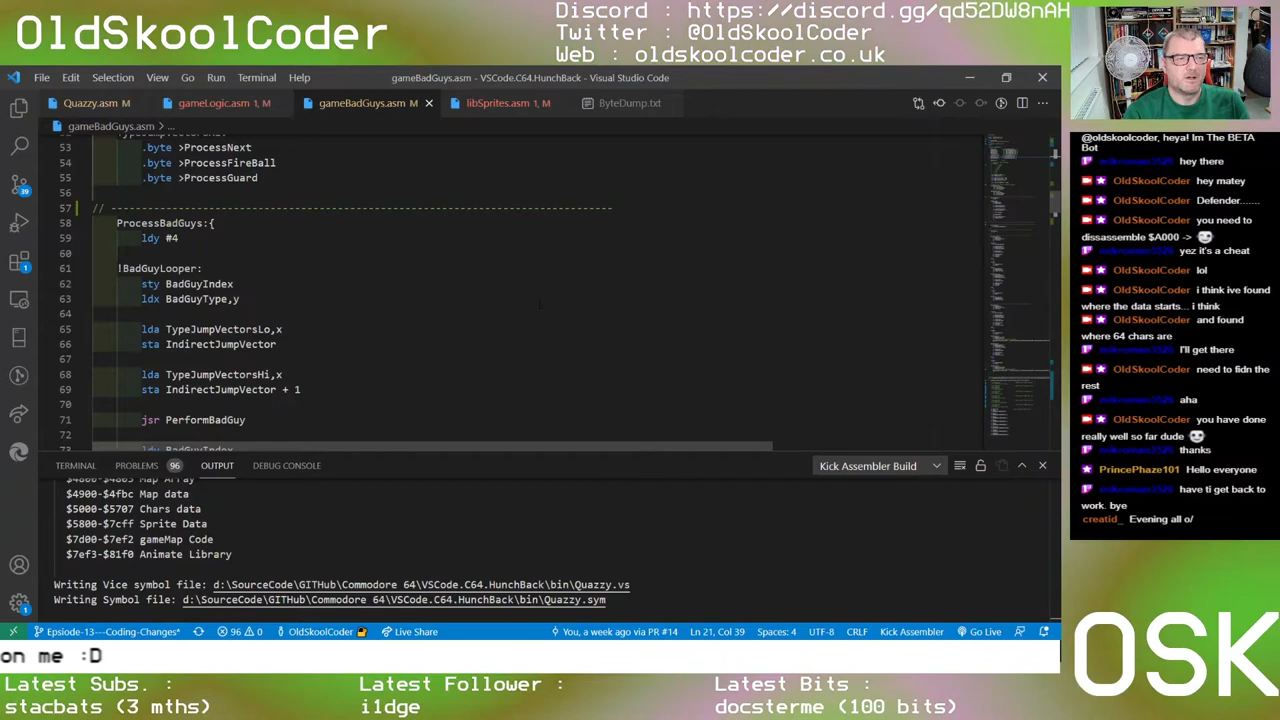 OldSkoolCoder
Discord : https://discord.gg/qd52DW8nAH
Twitter : @OldSkoolCoder
Web : oldskoolcoder.co.uk
File Edit Selection View Go Run Terminal Help
gameBadGuys.asm - VSCode.C64.HunchBack - Visual Studio Code
Quazzy.asm M
gameLogic.asm 1, M
gameBadGuys.asm M
libSprites.asm 1, M
ByteDump.txt
gameBadGuys.asm > ...
53 .byte >ProcessNext
54 .byte >ProcessFireBall
55 .byte >ProcessGuard
56
57 // -----------------------------------------------------------------------------------
58 ProcessBadGuys:{
59 ldy #4
60
61 !BadGuyLooper:
62 sty BadGuyIndex
63 ldx BadGuyType,y
64
65 lda TypeJumpVectorsLo,x
66 sta IndirectJumpVector
67
68 lda TypeJumpVectorsHi,x
69 sta IndirectJumpVector + 1
70
71 jsr PerformBadGuy
72
73 ldy BadGuyIndex
TERMINAL PROBLEMS 96 OUTPUT DEBUG CONSOLE
Kick Assembler Build
$4800-$4803 Map Array
$4900-$4fbc Map data
$5000-$5707 Chars data
$5800-$7cff Sprite Data
$7d00-$7ef2 gameMap Code
$7ef3-$81f0 Animate Library
Writing Vice symbol file: d:\SourceCode\GITHub\Commodore 64\VSCode.C64.HunchBack\bin\Quazzy.vs
Writing Symbol file: d:\SourceCode\GITHub\Commodore 64\VSCode.C64.HunchBack\bin\Quazzy.sym
39
1
1
Epsiode-13---Coding-Changes* 96 0 OldSkoolCoder Live Share You, a week ago via PR #14 Ln 21, Col 39 Spaces: 4 UTF-8 CRLF Kick Assembler Go Live
on me :D
Latest Subs. :
stacbats (3 mths)
Latest Follower :
i1dge
Latest Bits :
docsterme (100 bits)
@oldskoolcoder, heya! Im The BETA
Bot
hey there
OldSkoolCoder hey matey
OldSkoolCoder Defender......
OldSkoolCoder you need to
dissassemble $A000 ->
yez it's a cheat
OldSkoolCoder lol
OldSkoolCoder i think ive found
where the data starts... i think
OldSkoolCoder and found
where 64 chars are
I'll get there
OldSkoolCoder need to fidn the
rest
aha
OldSkoolCoder you have done
really well so far dude
thanks
PrincePhaze101 Hello everyone
have ti get back to
work. bye
creatid_ Evening all o/
OSK